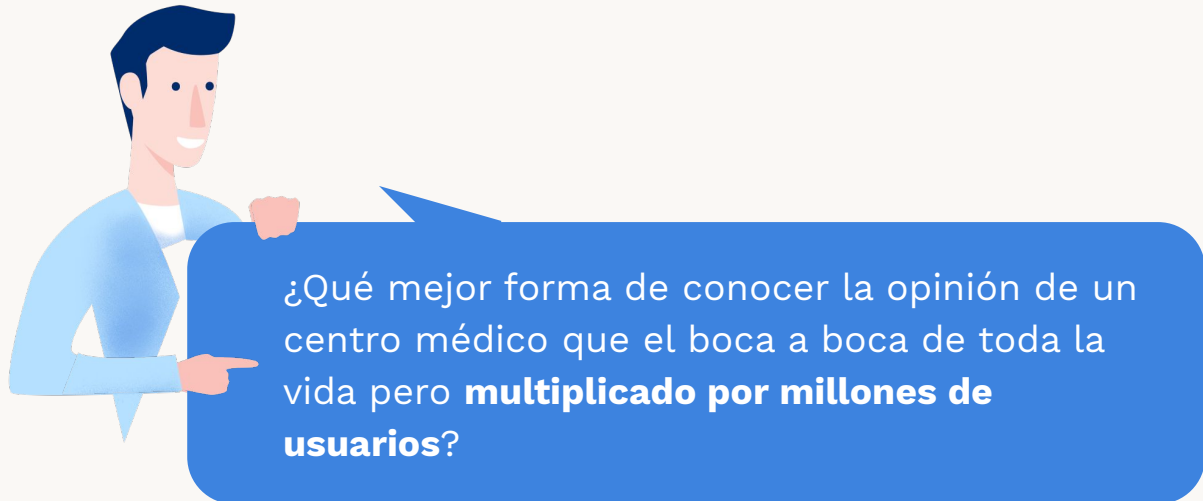 ¿Qué mejor forma de conocer la opinión de un
centro médico que el boca a boca de toda la
vida pero multiplicado por millones de
usuarios?